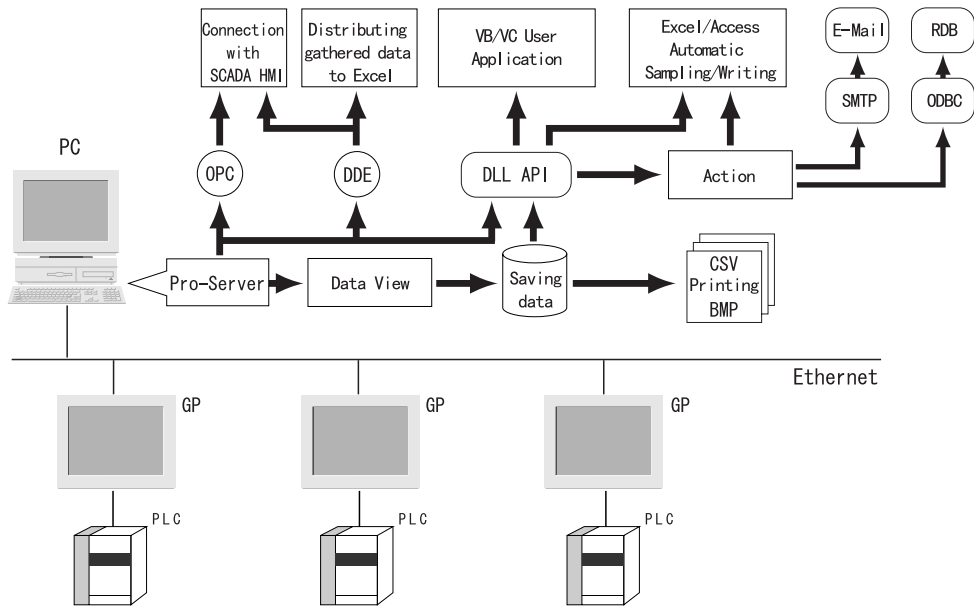 Connection
with
SCADA HMI
Distributing
gathered data
to Excel
VB/VC User
Application
Excel/Access
Automatic
Sampling/Writing
E-Mail
RDB
SMTP
ODBC
PC
OPC
DDE
DLL API
Action
Pro-Server
Data View
Saving
data
CSV
Printing
BMP
Ethernet
GP
GP
GP
PLC
PLC
PLC